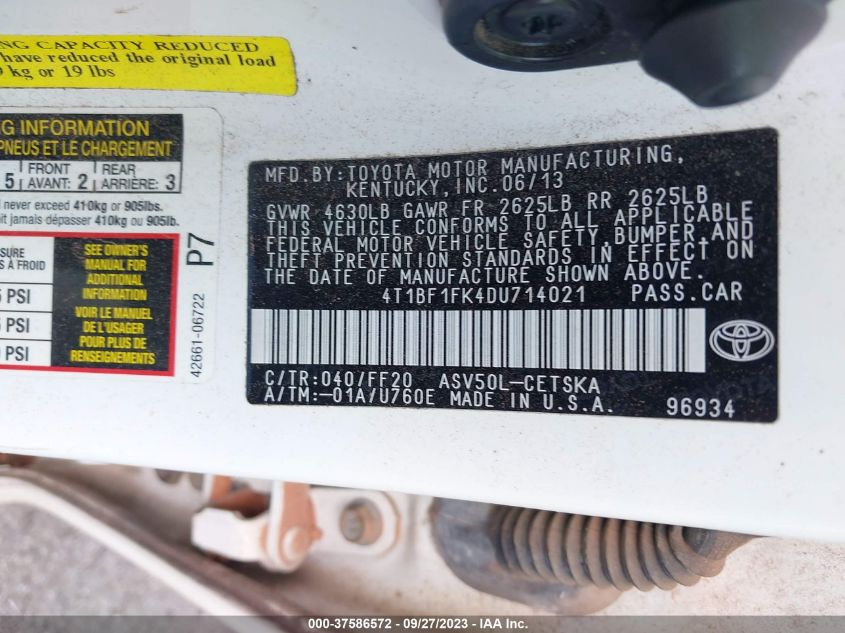 NG CAPACITY REDUCED
have reduced the original load
kg or 19 lbs
G INFORMATION
PNEUS ET LE CHARGEMENT
5 FRONT AVANT: 2 REAR ARRIÈRE: 3
never exceed 410kg or 905lbs.
it jamais dépasser 410kg ou 905lb.
SURE
À FROID
5 PSI
5 PSI
PSI
SEE OWNER'S
MANUAL FOR
ADDITIONAL
INFORMATION
VOIR LE MANUEL
DE L'USAGER
POUR PLUS DE
RENSEIGNEMENTS
P7
42661-06722
MFD. BY: TOYOTA MOTOR MANUFACTURING,
KENTUCKY, INC. 06/13
GVWR 4630LB GAWR FR 2625LB RR 2625LB
THIS VEHICLE CONFORMS TO ALL APPLICABLE
FEDERAL MOTOR VEHICLE SAFETY, BUMPER, AND
THEFT PREVENTION STANDARDS IN EFFECT ON
THE DATE OF MANUFACTURE SHOWN ABOVE.
4T1BF1FK4DU714021 PASS.CAR
C/TR: 040/FF20 ASV50L-CETSKA
A/TM: -01A/U760E MADE IN U.S.A.
96934
000-37586572 / 09/27/2023 - IAA Inc.